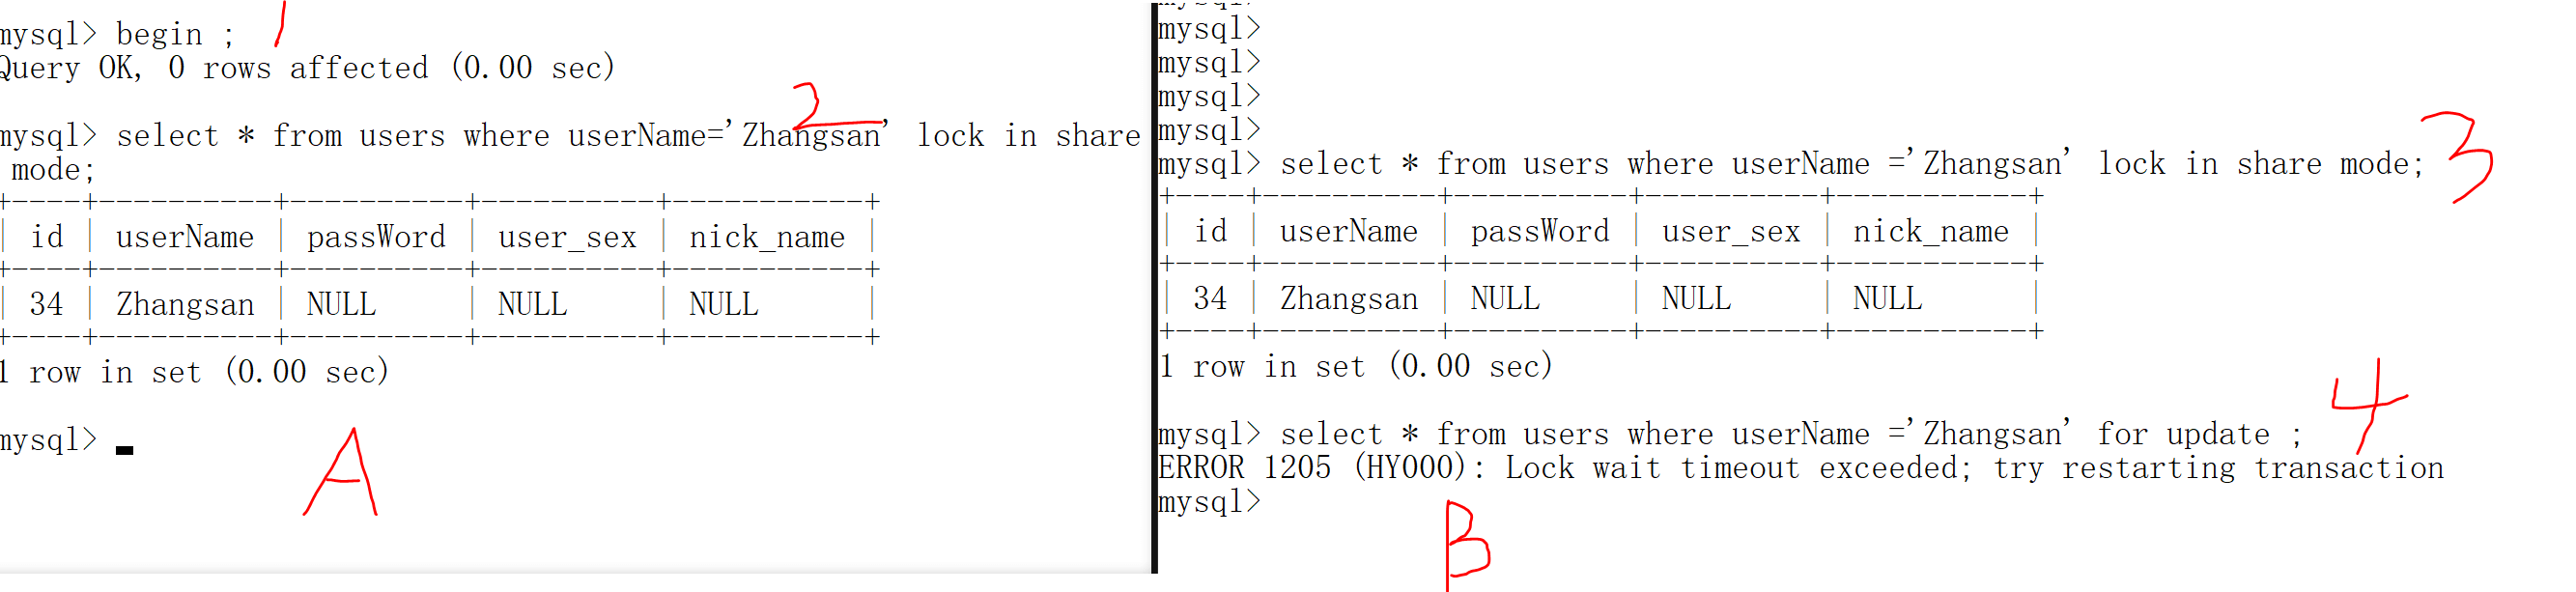 mysql> begin ; 1
Query OK, 0 rows affected (0.00 sec)
2
mysql> select * from users where userName='Zhangsan' lock in share
mode;
+----+----------+----------+----------+-----------+
| id | userName | passWord | user_sex | nick_name |
+----+----------+----------+----------+-----------+
| 34 | Zhangsan | NULL | NULL | NULL |
+----+----------+----------+----------+-----------+
1 row in set (0.00 sec)
mysql>
A
mysql>
mysql>
mysql>
mysql>
mysql> select * from users where userName ='Zhangsan' lock in share mode; 3
+----+----------+----------+----------+-----------+
| id | userName | passWord | user_sex | nick_name |
+----+----------+----------+----------+-----------+
| 34 | Zhangsan | NULL | NULL | NULL |
+----+----------+----------+----------+-----------+
1 row in set (0.00 sec)
mysql> select * from users where userName ='Zhangsan' for update ; 4
ERROR 1205 (HY000): Lock wait timeout exceeded; try restarting transaction
mysql>
B